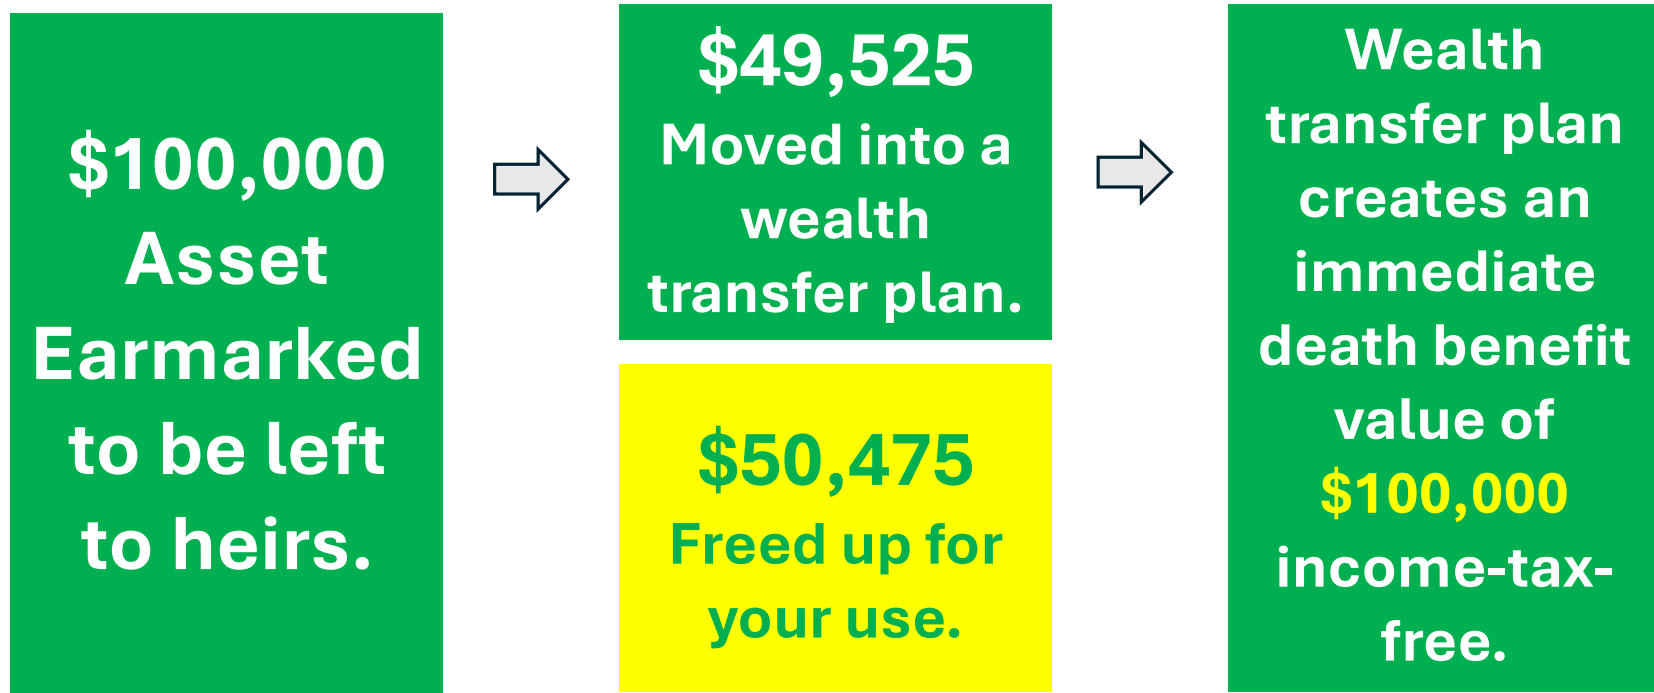 $100,000
Asset
Earmarked
to be left
to heirs.
$49,525
Moved into a
wealth
transfer plan.
$50,475
Freed up for
your use.
Wealth
transfer plan
creates an
immediate
death benefit
value of
$100,000
income-tax-
free.